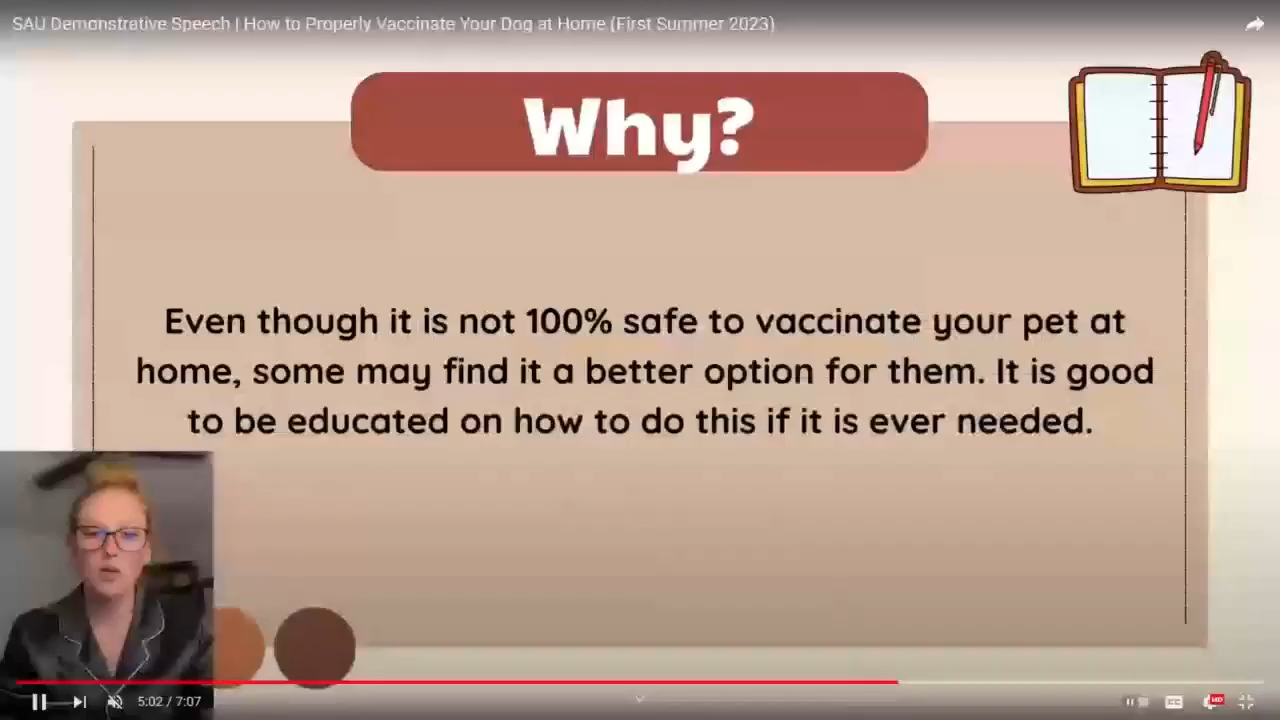 SAU Demonstrative Speech | How to Properly Vaccinate Your Dog at Home (First Summer 2023)
Why?
Even though it is not 100% safe to vaccinate your pet at
home, some may find it a better option for them. It is good
to be educated on how to do this if it is ever needed.
5:02 / 7:07
CC
HD